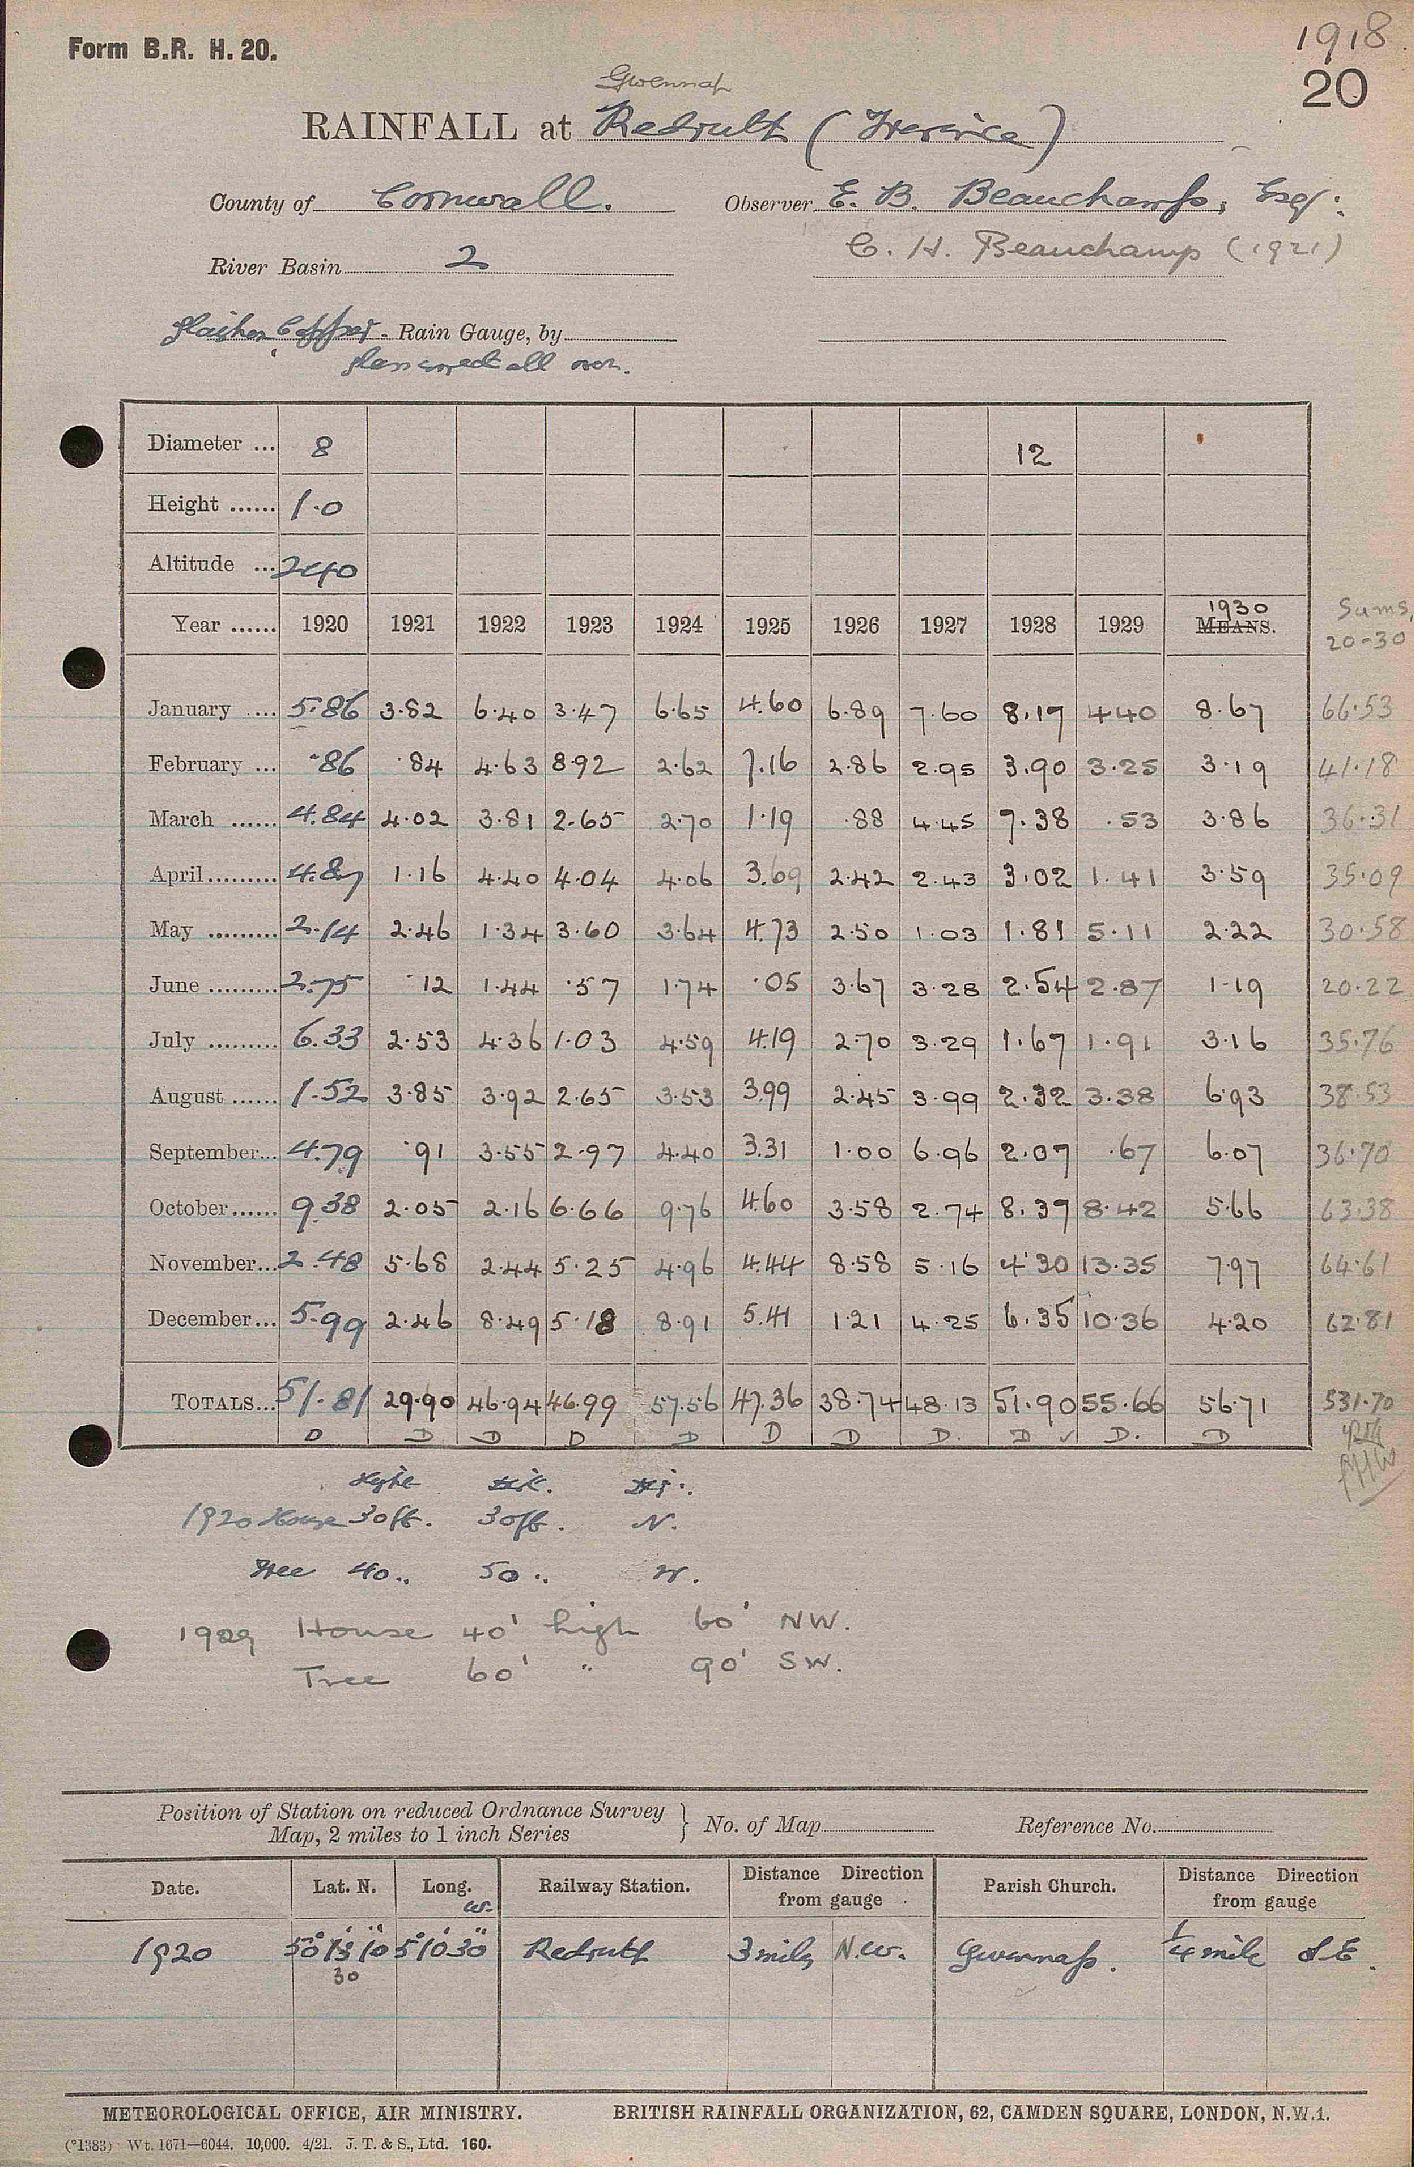 Form B.R. H. 20.
1918
20
Gwennap
RAINFALL at Redruth (Trevince)
County of Cornwall. Observer E. B. Beauchamp, Esq:
C. H. Beauchamp (1921)
River Basin 2
Glaisher, Copper - Rain Gauge, by
all over.
Diameter ... 8 12
Height ...... 1.0
Altitude ... 240
Year ...... 1920 1921 1922 1923 1924 1925 1926 1927 1928 1929 1930 MEANS. Sums, 20-30
January .... 5.86 3.82 6.40 3.47 6.65 4.60 6.89 7.60 8.17 4.40 8.67 66.53
February ... .86 .84 4.63 8.92 2.62 7.16 2.86 2.95 3.90 3.25 3.19 41.18
March ...... 4.84 4.02 3.81 2.65 2.70 1.19 .88 4.45 7.38 .53 3.86 36.31
April......... 4.87 1.16 4.40 4.04 4.06 3.69 2.42 2.43 3.02 1.41 3.59 35.09
May ......... 2.14 2.46 1.34 3.60 3.64 4.73 2.50 1.03 1.81 5.11 2.22 30.58
June ......... 2.75 .12 1.44 .57 1.74 .05 3.67 3.28 2.54 2.87 1.19 20.22
July ......... 6.33 2.53 4.36 1.03 4.59 4.19 2.70 3.29 1.67 1.91 3.16 35.76
August ...... 1.52 3.85 3.92 2.65 3.53 3.99 2.45 3.99 2.32 3.38 6.93 38.53
September... 4.79 .91 3.55 2.97 4.40 3.31 1.00 6.96 2.07 .67 6.07 36.70
October...... 9.38 2.05 2.16 6.66 9.76 4.60 3.58 2.74 8.37 8.42 5.66 63.38
November... 2.48 5.68 2.44 5.25 4.96 4.44 8.58 5.16 4.30 13.35 7.97 64.61
December... 5.99 2.46 8.49 5.18 8.91 5.41 1.21 4.25 6.35 10.36 4.20 62.81
TOTALS... 51.81 29.90 46.94 46.99 57.56 47.36 38.74 48.13 51.90 55.66 56.71 531.70
D D D D D D D D. D ✓ D. D
Hght
1920 House 30ft. 30ft. N.
Tree 40 " 50 " W.
1929 House 40' high 60' NW.
Tree 60' " 90' SW.
Position of Station on reduced Ordnance Survey
Map, 2 miles to 1 inch Series } No. of Map Reference No.
Date. Lat. N. Long. W. Railway Station. Distance Direction from gauge Parish Church. Distance Direction from gauge
1920 50° 13' 10" 5° 10' 30" Redruth 3 mils N.W. Gwennap. 1/4 mile S.E.
30
METEOROLOGICAL OFFICE, AIR MINISTRY. BRITISH RAINFALL ORGANIZATION, 62, CAMDEN SQUARE, LONDON, N.W.1.
(*1383) Wt. 1671—6044. 10,000. 4/21. J. T. & S., Ltd. 160.